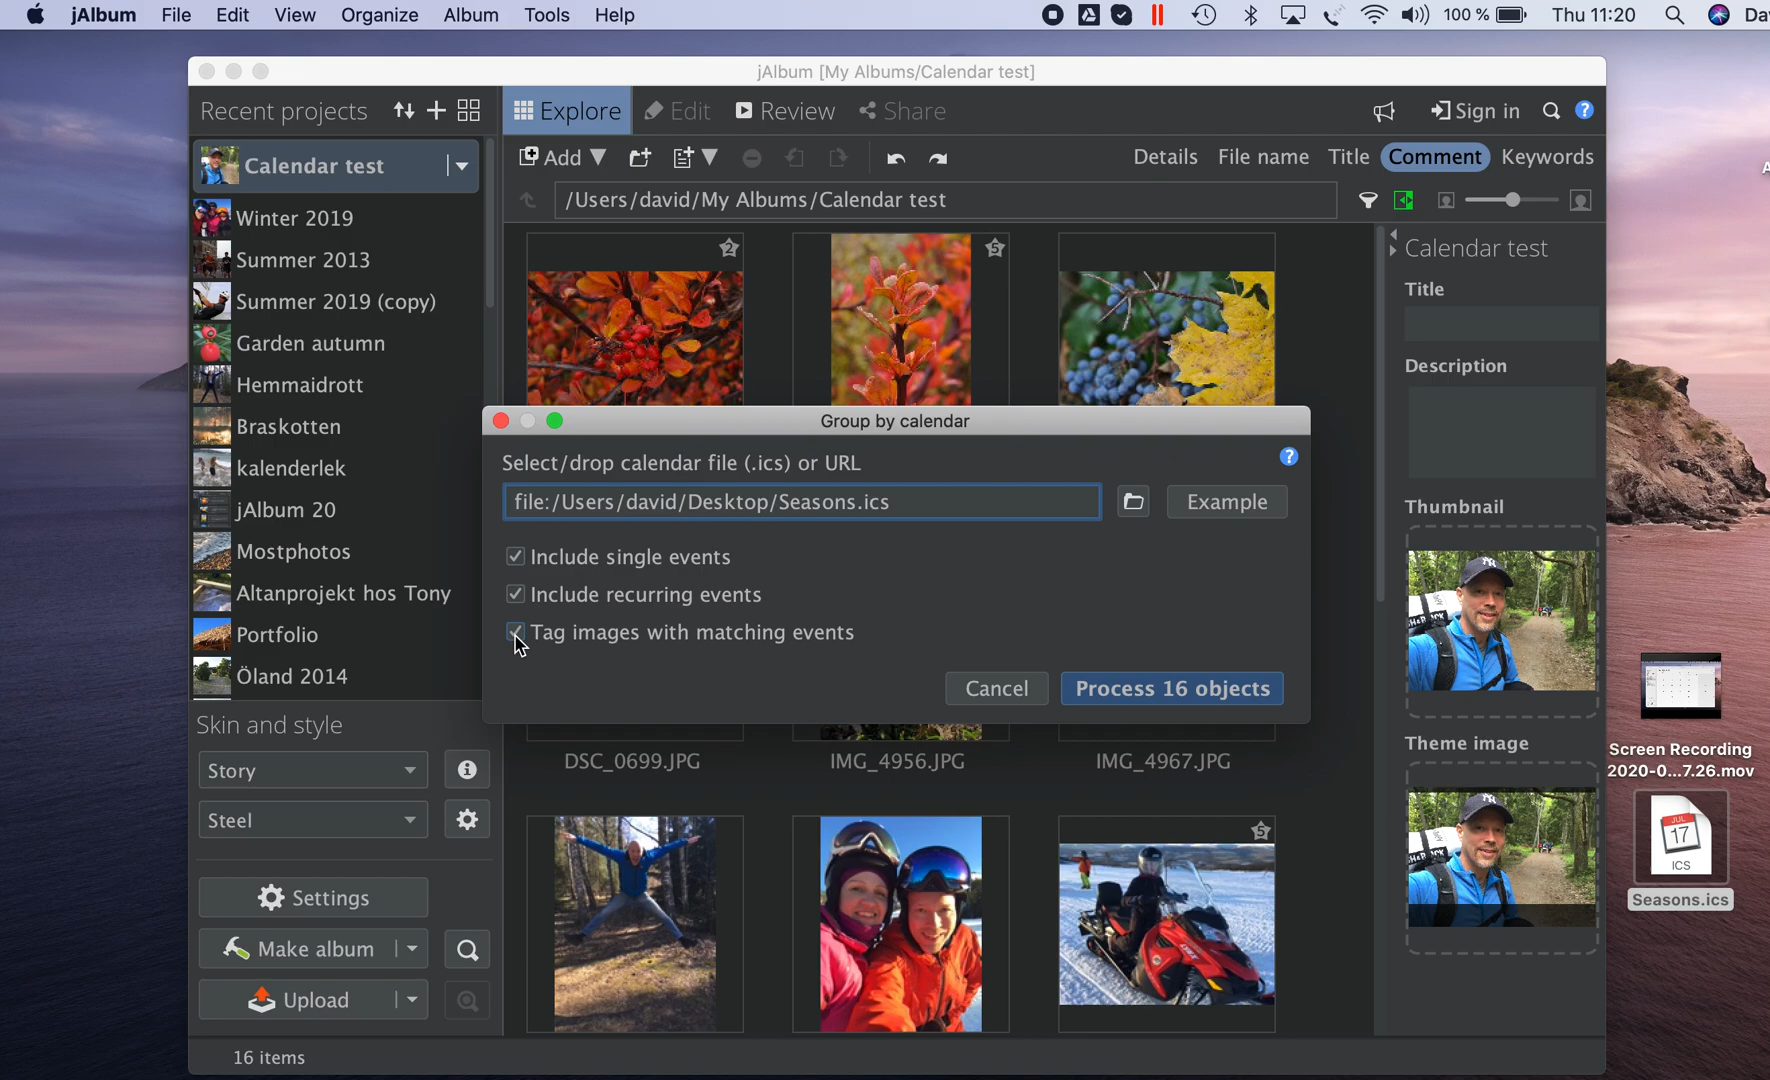 jAlbum File Edit View Organize Album Tools Help 100 % Thu 11:20
jAlbum [My Albums/Calendar test]
Recent projects Explore Edit Review Share Sign in ?
Calendar test Add Details File name Title Comment Keywords
/Users/david/My Albums/Calendar test
Winter 2019
Summer 2013
Summer 2019 (copy)
Garden autumn
Hemmaidrott
Braskotten
kalenderlek
jAlbum 20
Mostphotos
Altanprojekt hos Tony
Portfolio
Öland 2014
2 5
Calendar test
Title
Description
Thumbnail
Theme image
Group by calendar
Select/drop calendar file (.ics) or URL ?
file:/Users/david/Desktop/Seasons.ics Example
Include single events
Include recurring events
Tag images with matching events
Cancel Process 16 objects
DSC_0699.JPG IMG_4956.JPG IMG_4967.JPG
5
Skin and style
Story
Steel
Settings
Make album
Upload
16 items
Screen Recording
2020-0...7.26.mov
JUL
17
ICS
Seasons.ics